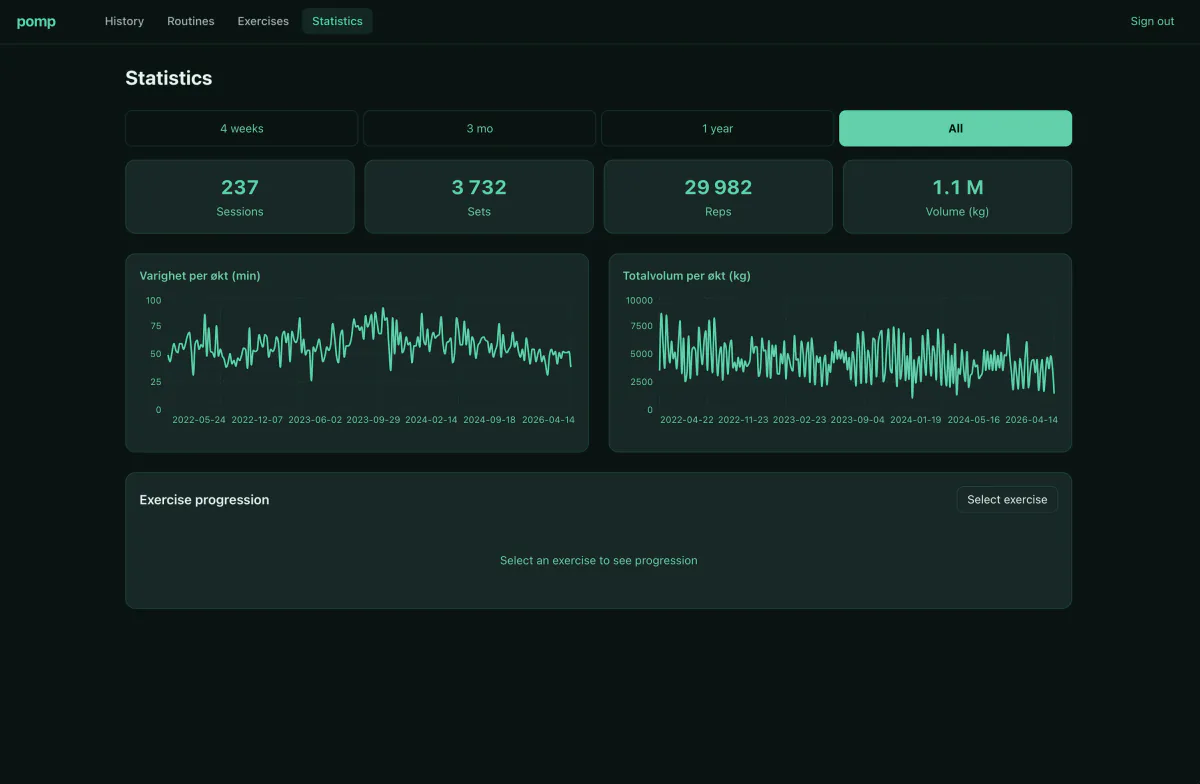 pomp History Routines Exercises Statistics Sign out
Statistics
4 weeks 3 mo 1 year All
237 3 732 29 982 1.1 M
Sessions Sets Reps Volume (kg)
Varighet per økt (min)
100
75
50
25
0
2022-05-24 2022-12-07 2023-06-02 2023-09-29 2024-02-14 2024-09-18 2026-04-14
Totalvolum per økt (kg)
10000
7500
5000
2500
0
2022-04-22 2022-11-23 2023-02-23 2023-09-04 2024-01-19 2024-05-16 2026-04-14
Exercise progression Select exercise
Select an exercise to see progression